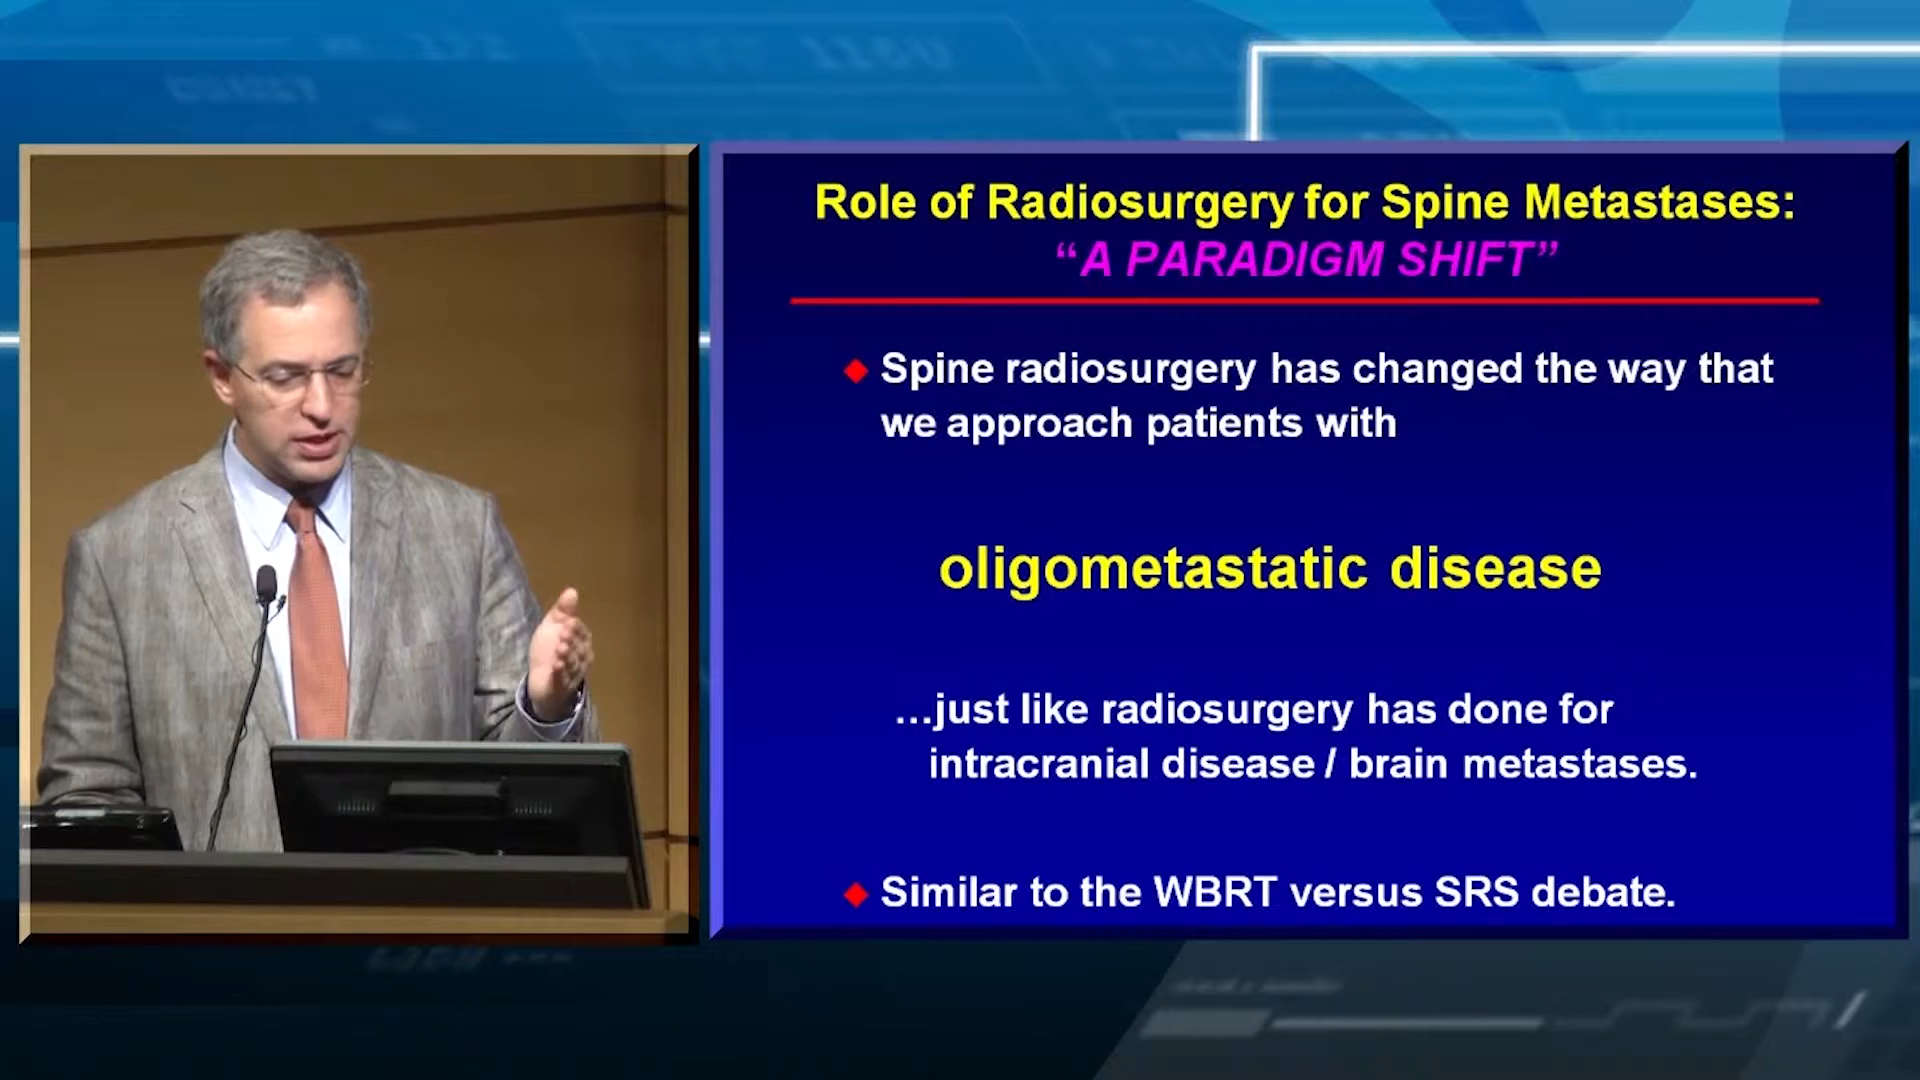 Role of Radiosurgery for Spine Metastases:
“A PARADIGM SHIFT”
Spine radiosurgery has changed the way that
we approach patients with
oligometastatic disease
…just like radiosurgery has done for
intracranial disease / brain metastases.
Similar to the WBRT versus SRS debate.